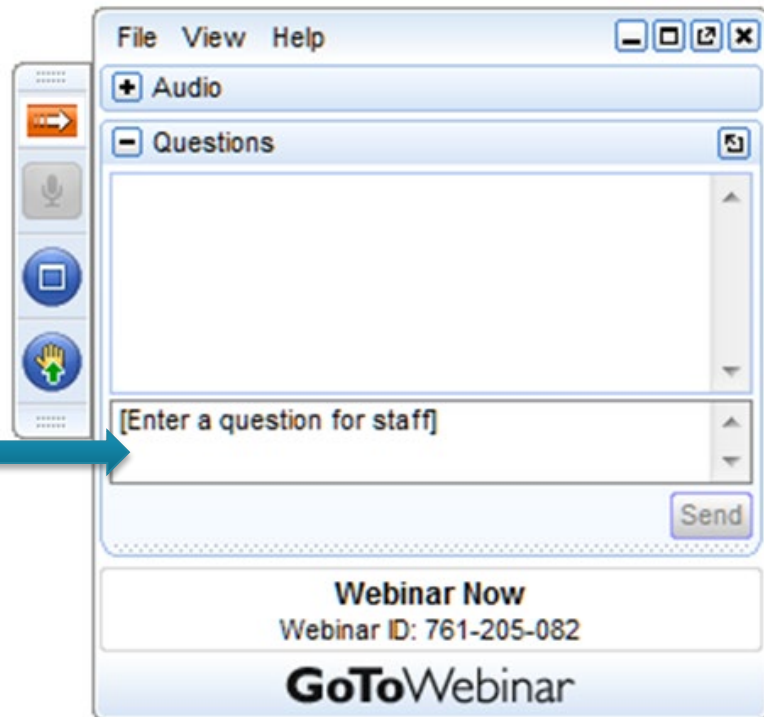 File View Help
Audio
Questions
[Enter a question for staff]
Send
Webinar Now
Webinar ID: 761-205-082
GoToWebinar